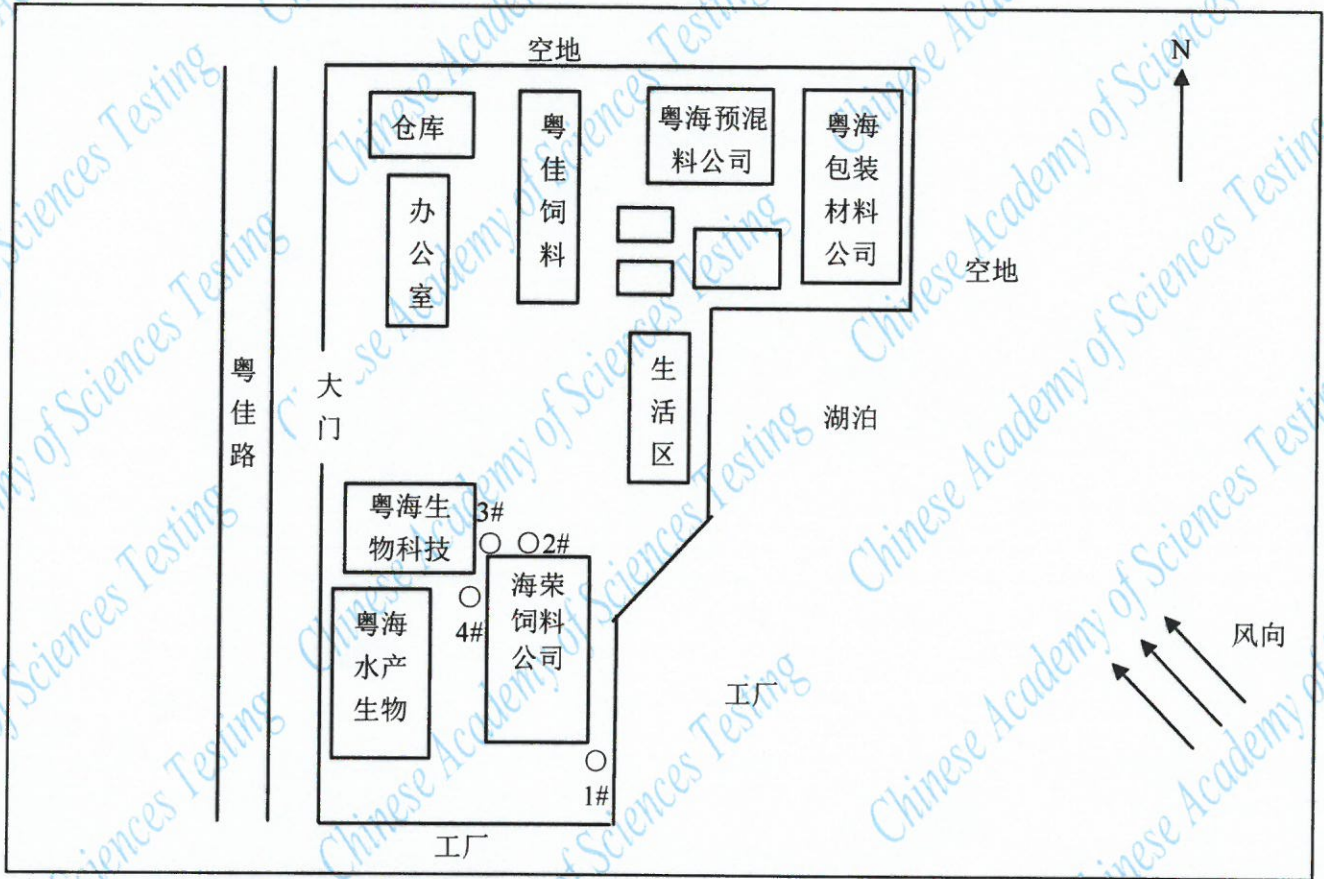 空地
N
仓库
粤佳饲料
粤海预混
料公司
粤海
包装
材料
公司
办公室
空地
生活区
湖泊
粤佳路
大门
粤海生
物科技
3#
2#
海荣
饲料
公司
4#
粤海
水产
生物
风向
工厂
1#
工厂
Chinese Academy of Sciences Testing